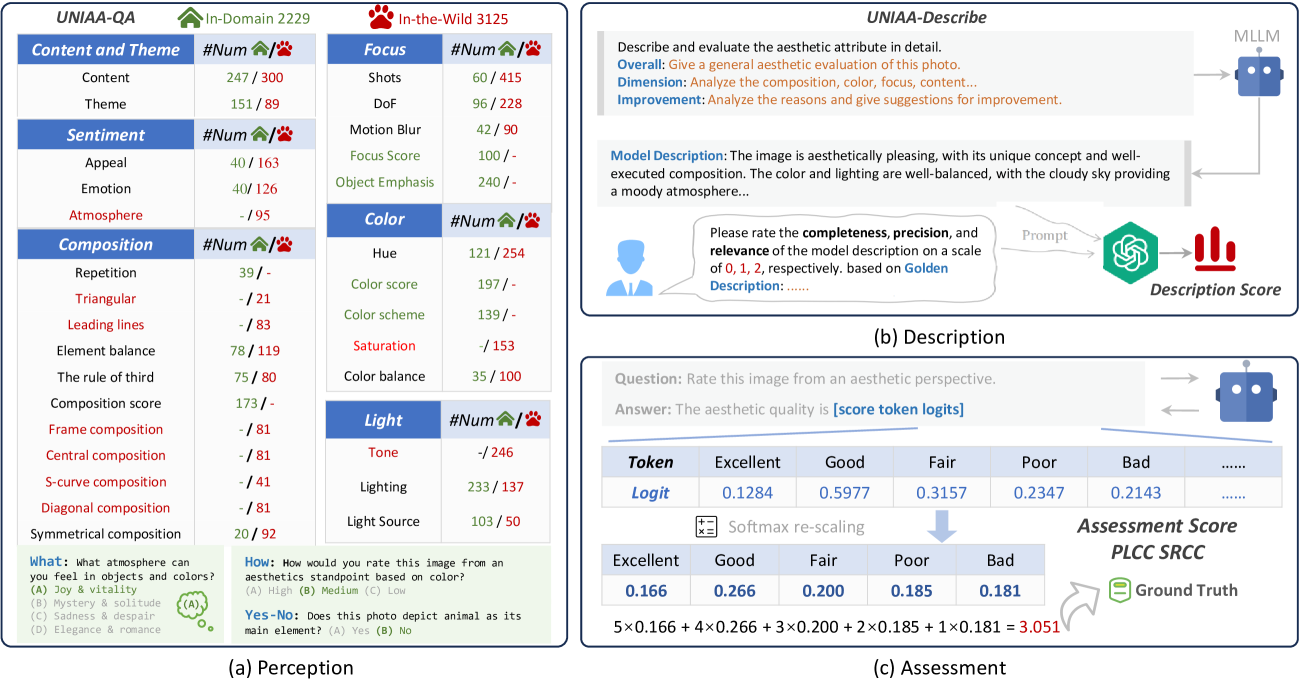 UNIAA-QA In-Domain 2229 In-the-Wild 3125
Content and Theme #Num /
Content 247 / 300
Theme 151 / 89
Sentiment #Num /
Appeal 40 / 163
Emotion 40/ 126
Atmosphere - / 95
Composition #Num /
Repetition 39 / -
Triangular - / 21
Leading lines - / 83
Element balance 78 / 119
The rule of third 75 / 80
Composition score 173 / -
Frame composition - / 81
Central composition - / 81
S-curve composition - / 41
Diagonal composition - / 81
Symmetrical composition 20 / 92
Focus #Num /
Shots 60 / 415
DoF 96 / 228
Motion Blur 42 / 90
Focus Score 100 / -
Object Emphasis 240 / -
Color #Num /
Hue 121 / 254
Color score 197 / -
Color scheme 139 / -
Saturation -/ 153
Color balance 35 / 100
Light #Num /
Tone -/ 246
Lighting 233 / 137
Light Source 103 / 50
What: What atmosphere can
you feel in objects and colors?
(A) Joy & vitality
(B) Mystery & solitude
(C) Sadness & despair
(D) Elegance & romance
(A)
How: How would you rate this image from an
aesthetics standpoint based on color?
(A) High (B) Medium (C) Low
Yes-No: Does this photo depict animal as its
main element? (A) Yes (B) No
(a) Perception
UNIAA-Describe
MLLM
Describe and evaluate the aesthetic attribute in detail.
Overall: Give a general aesthetic evaluation of this photo.
Dimension: Analyze the composition, color, focus, content...
Improvement: Analyze the reasons and give suggestions for improvement.
Model Description: The image is aesthetically pleasing, with its unique concept and well-
executed composition. The color and lighting are well-balanced, with the cloudy sky providing
a moody atmosphere...
Please rate the completeness, precision, and
relevance of the model description on a scale
of 0, 1, 2, respectively. based on Golden
Description: ......
Prompt
Description Score
(b) Description
Question: Rate this image from an aesthetic perspective.
Answer: The aesthetic quality is [score token logits]
Token Excellent Good Fair Poor Bad ......
Logit 0.1284 0.5977 0.3157 0.2347 0.2143 ......
Softmax re-scaling
Assessment Score
PLCC SRCC
Excellent Good Fair Poor Bad
0.166 0.266 0.200 0.185 0.181
Ground Truth
5×0.166 + 4×0.266 + 3×0.200 + 2×0.185 + 1×0.181 = 3.051
(c) Assessment